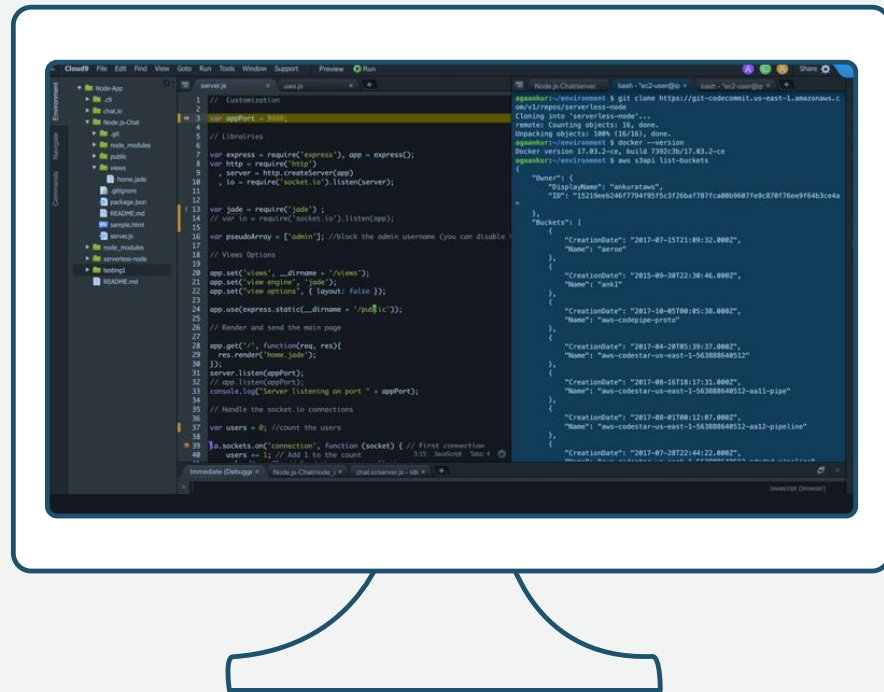 Cloud9 File Edit Find View Goto Run Tools Window Support Preview Run
Share
Environment
Navigate
Commands
Node-App
.c9
chat.io
Node.js-Chat
.git
node_modules
public
views
home.jade
.gitignore
package.json
README.md
sample.html
server.js
node_modules
serverless-node
testing1
README.md
server.js
uses.js
1 // Customization
2
3 var appPort = 8080;
4
5 // Librairies
6
7 var express = require('express'), app = express();
8 var http = require('http')
9 , server = http.createServer(app)
10 , io = require('socket.io').listen(server);
11
12
13 var jade = require('jade') ;
14 // var io = require('socket.io').listen(app);
15
16 var pseudoArray = ['admin']; //block the admin username (you can disable
17
18 // Views Options
19
20 app.set('views', __dirname + '/views');
21 app.set('view engine', 'jade');
22 app.set("view options", { layout: false });
23
24 app.use(express.static(__dirname + '/public'));
25
26 // Render and send the main page
27
28 app.get('/', function(req, res){
29 res.render('home.jade');
30 });
31 server.listen(appPort);
32 // app.listen(appPort);
33 console.log("Server listening on port " + appPort);
34
35 // Handle the socket.io connections
36
37 var users = 0; //count the users
38
39 io.sockets.on('connection', function (socket) { // First connection
40 users += 1; // Add 1 to the count
3:15 JavaScript Tabs: 4
Node.js-Chat/server.
bash - "ec2-user@ip
bash - "ec2-user@ip
agaankur:~/environment $ git clone https://git-codecommit.us-east-1.amazonaws.c
om/v1/repos/serverless-node
Cloning into 'serverless-node'...
remote: Counting objects: 16, done.
Unpacking objects: 100% (16/16), done.
agaankur:~/environment $ docker --version
Docker version 17.03.2-ce, build 7392c3b/17.03.2-ce
agaankur:~/environment $ aws s3api list-buckets
{
"Owner": {
"DisplayName": "ankurataws",
"ID": "15219eeb246f7794f95f5c3f26baf787fca00b9607fe9c870f76ee9f64b3ce4a
"
},
"Buckets": [
{
"CreationDate": "2017-07-15T21:09:32.000Z",
"Name": "aeroe"
},
{
"CreationDate": "2015-09-30T22:30:46.000Z",
"Name": "ank1"
},
{
"CreationDate": "2017-10-05T00:05:38.000Z",
"Name": "aws-codepipe-proto"
},
{
"CreationDate": "2017-04-20T05:39:37.000Z",
"Name": "aws-codestar-us-east-1-563888640512"
},
{
"CreationDate": "2017-08-16T18:17:31.000Z",
"Name": "aws-codestar-us-east-1-563888640512-aa11-pipe"
},
{
"CreationDate": "2017-08-01T00:12:07.000Z",
"Name": "aws-codestar-us-east-1-563888640512-aa12-pipeline"
},
{
"CreationDate": "2017-07-28T22:44:22.000Z",
Immediate (Debugge
Node.js-Chat/node_
chat.io/server.js - Idle
Javascript (browser)